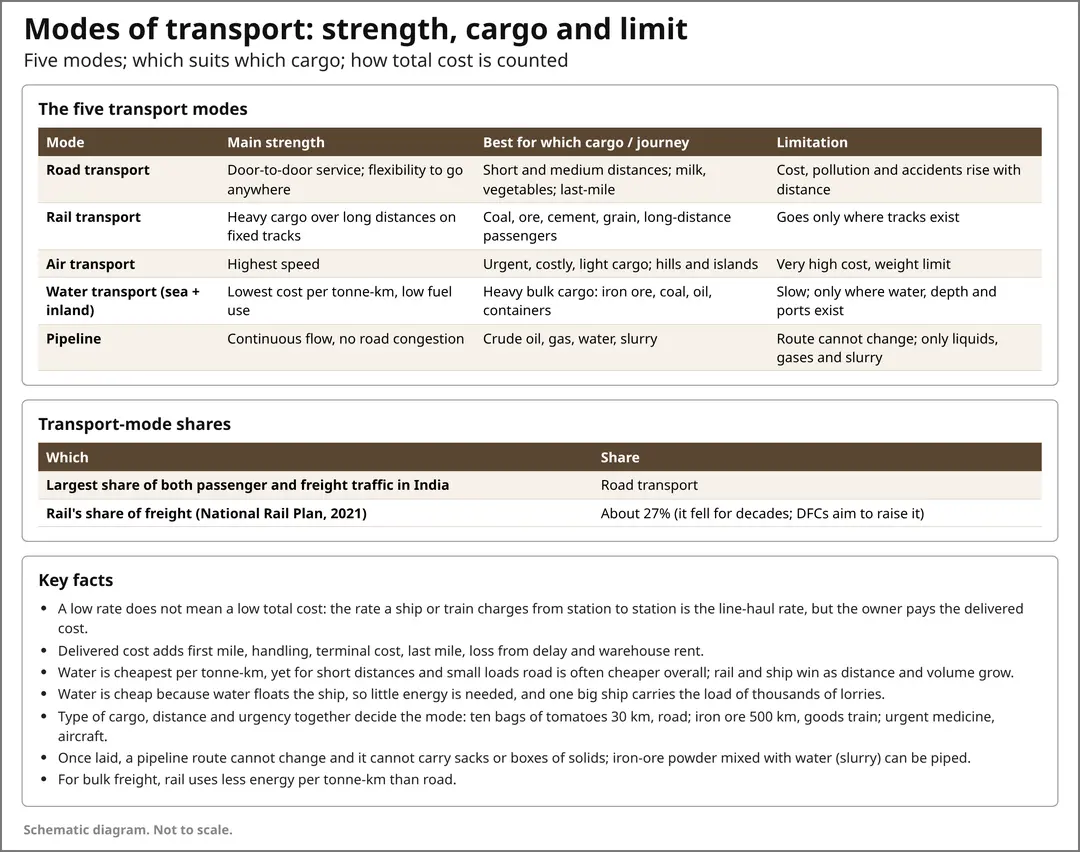 Modes of transport: strength, cargo and limit
Five modes; which suits which cargo; how total cost is counted
The five transport modes
Mode Main strength Best for which cargo / journey Limitation
Road transport Door-to-door service; flexibility to go anywhere Short and medium distances; milk, vegetables; last-mile Cost, pollution and accidents rise with distance
Rail transport Heavy cargo over long distances on fixed tracks Coal, ore, cement, grain, long-distance passengers Goes only where tracks exist
Air transport Highest speed Urgent, costly, light cargo; hills and islands Very high cost, weight limit
Water transport (sea + inland) Lowest cost per tonne-km, low fuel use Heavy bulk cargo: iron ore, coal, oil, containers Slow; only where water, depth and ports exist
Pipeline Continuous flow, no road congestion Crude oil, gas, water, slurry Route cannot change; only liquids, gases and slurry
Transport-mode shares
Which Share
Largest share of both passenger and freight traffic in India Road transport
Rail's share of freight (National Rail Plan, 2021) About 27% (it fell for decades; DFCs aim to raise it)
Key facts
• A low rate does not mean a low total cost: the rate a ship or train charges from station to station is the line-haul rate, but the owner pays the delivered
cost.
• Delivered cost adds first mile, handling, terminal cost, last mile, loss from delay and warehouse rent.
• Water is cheapest per tonne-km, yet for short distances and small loads road is often cheaper overall; rail and ship win as distance and volume grow.
• Water is cheap because water floats the ship, so little energy is needed, and one big ship carries the load of thousands of lorries.
• Type of cargo, distance and urgency together decide the mode: ten bags of tomatoes 30 km, road; iron ore 500 km, goods train; urgent medicine,
aircraft.
• Once laid, a pipeline route cannot change and it cannot carry sacks or boxes of solids; iron-ore powder mixed with water (slurry) can be piped.
• For bulk freight, rail uses less energy per tonne-km than road.
Schematic diagram. Not to scale.